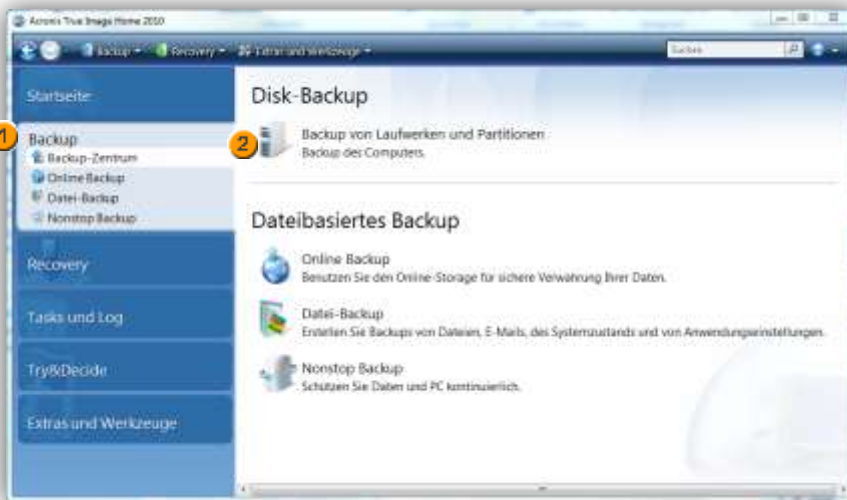 Acronis True Image Home 2010
Backup
Recovery
Extras und Werkzeuge
Suchen
Startseite
1
Backup
Backup-Zentrum
Online Backup
Datei-Backup
Nonstop Backup
Recovery
Tasks und Log
Try&Decide
Extras und Werkzeuge
Disk-Backup
2
Backup von Laufwerken und Partitionen
Backup des Computers.
Dateibasiertes Backup
Online Backup
Benutzen Sie den Online-Storage für sichere Verwahrung Ihrer Daten.
Datei-Backup
Erstellen Sie Backups von Dateien, E-Mails, des Systemzustands und von Anwendungseinstellungen.
Nonstop Backup
Schützen Sie Daten und PC kontinuierlich.